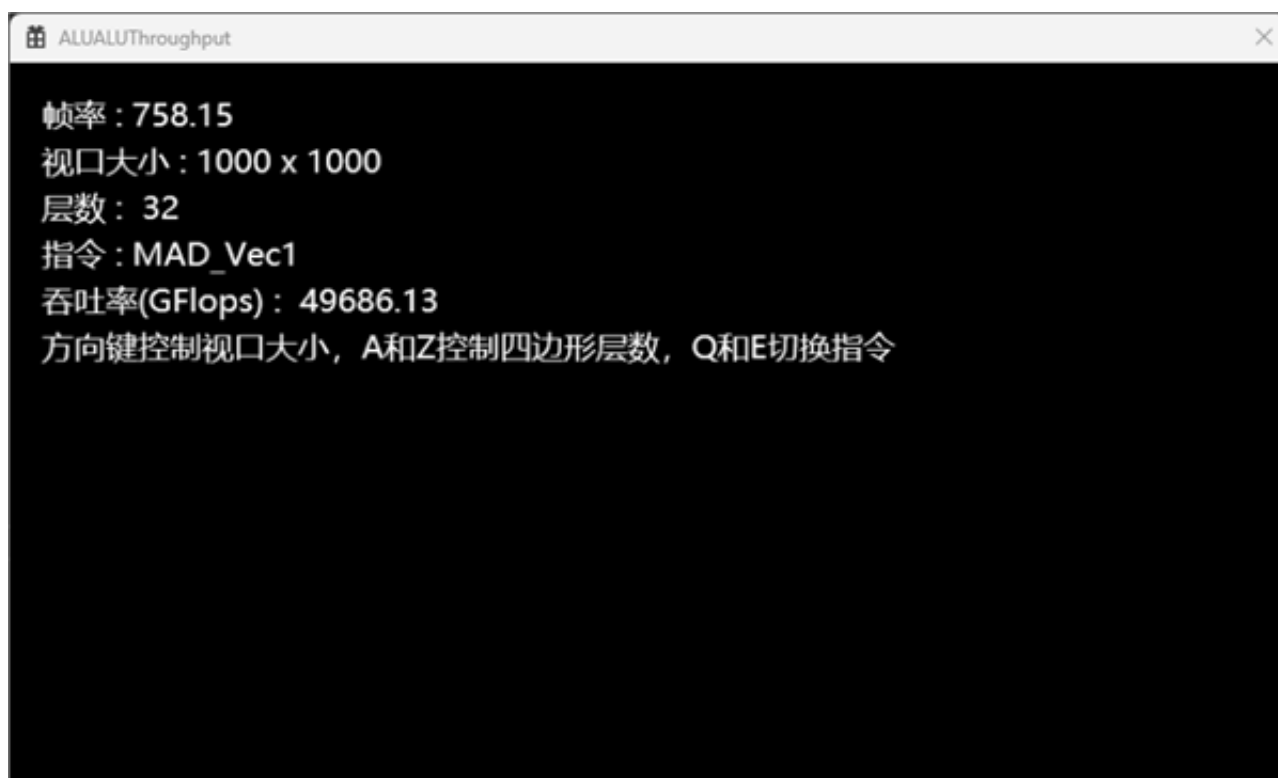 ALUALUThroughput
帧率 : 758.15
视口大小 : 1000 x 1000
层数 :  32
指令 : MAD_Vec1
吞吐率(GFlops) :  49686.13
方向键控制视口大小，A和Z控制四边形层数，Q和E切换指令